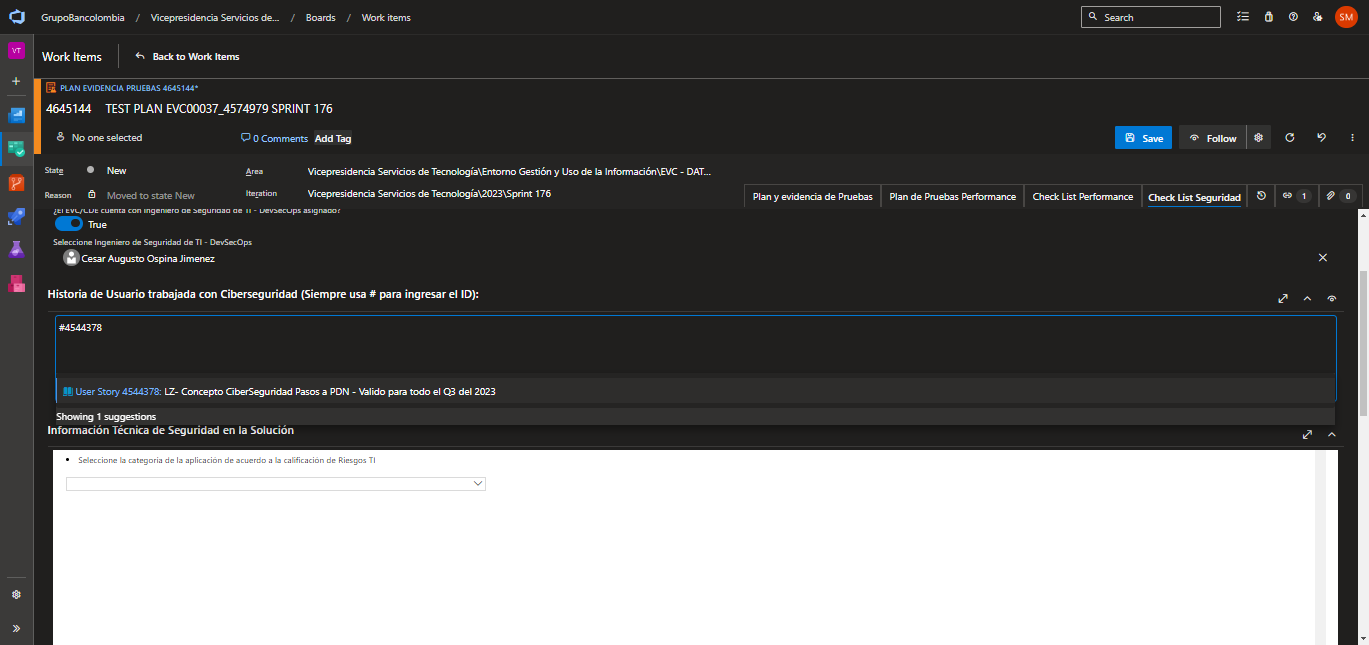 GrupoBancolombia / Vicepresidencia Servicios de... / Boards / Work items
Search
SM
VT
Work Items
Back to Work Items
PLAN EVIDENCIA PRUEBAS 4645144*
4645144 TEST PLAN EVC00037_4574979 SPRINT 176
No one selected
0 Comments
Add Tag
Save
Follow
State
New
Area
Vicepresidencia Servicios de Tecnología\Entorno Gestión y Uso de la Información\EVC - DAT...
Reason
Moved to state New
Iteration
Vicepresidencia Servicios de Tecnología\2023\Sprint 176
Plan y evidencia de Pruebas
Plan de Pruebas Performance
Check List Performance
Check List Seguridad
1
0
¿El EVC/CDE cuenta con Ingeniero de Seguridad de TI - DevSecOps asignado?
True
Seleccione Ingeniero de Seguridad de TI - DevSecOps
Cesar Augusto Ospina Jimenez
Historia de Usuario trabajada con Ciberseguridad (Siempre usa # para ingresar el ID):
#4544378
User Story 4544378: LZ- Concepto CiberSeguridad Pasos a PDN - Valido para todo el Q3 del 2023
Showing 1 suggestions
Información Técnica de Seguridad en la Solución
• Seleccione la categoría de la aplicación de acuerdo a la calificación de Riesgos TI